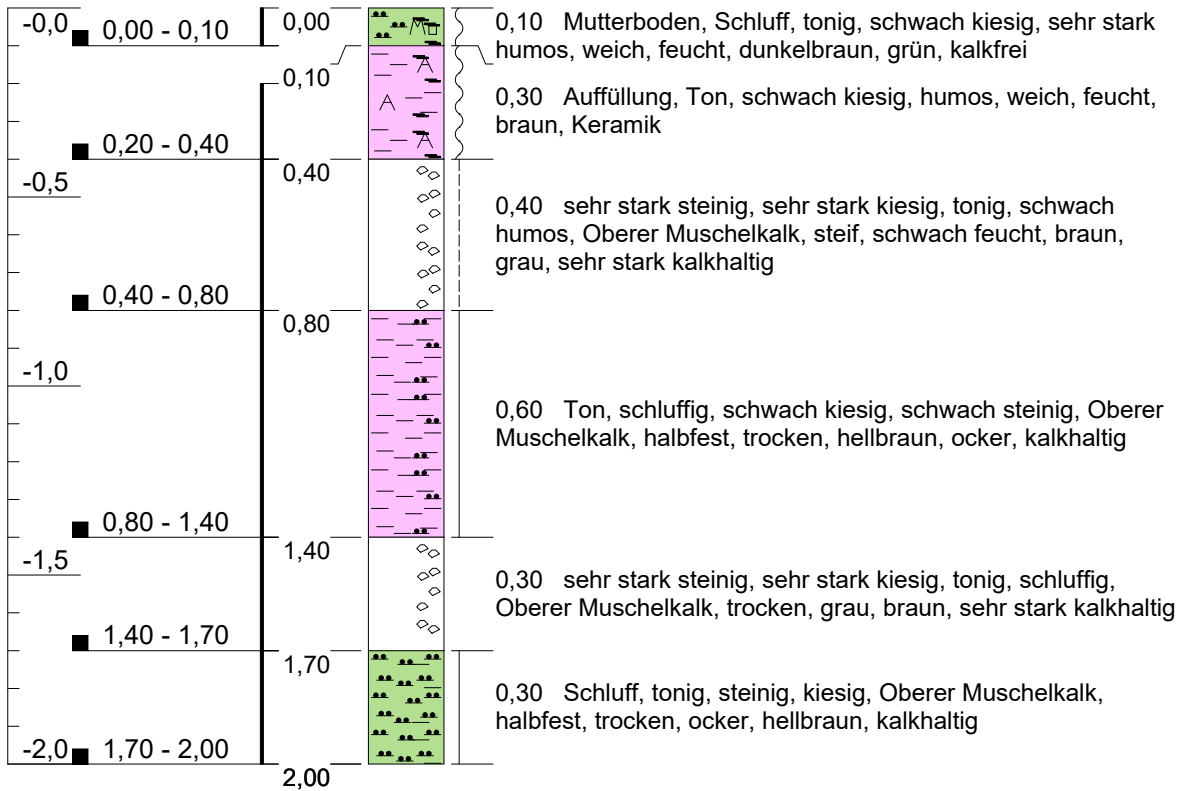 -0,0
0,00 - 0,10
0,00
0,10 Mutterboden, Schluff, tonig, schwach kiesig, sehr stark
humos, weich, feucht, dunkelbraun, grün, kalkfrei
0,10
0,30 Auffüllung, Ton, schwach kiesig, humos, weich, feucht,
braun, Keramik
0,20 - 0,40
0,40
-0,5
0,40 sehr stark steinig, sehr stark kiesig, tonig, schwach
humos, Oberer Muschelkalk, steif, schwach feucht, braun,
grau, sehr stark kalkhaltig
0,40 - 0,80
0,80
-1,0
0,60 Ton, schluffig, schwach kiesig, schwach steinig, Oberer
Muschelkalk, halbfest, trocken, hellbraun, ocker, kalkhaltig
0,80 - 1,40
1,40
-1,5
0,30 sehr stark steinig, sehr stark kiesig, tonig, schluffig,
Oberer Muschelkalk, trocken, grau, braun, sehr stark kalkhaltig
1,40 - 1,70
1,70
0,30 Schluff, tonig, steinig, kiesig, Oberer Muschelkalk,
halbfest, trocken, ocker, hellbraun, kalkhaltig
-2,0
1,70 - 2,00
2,00